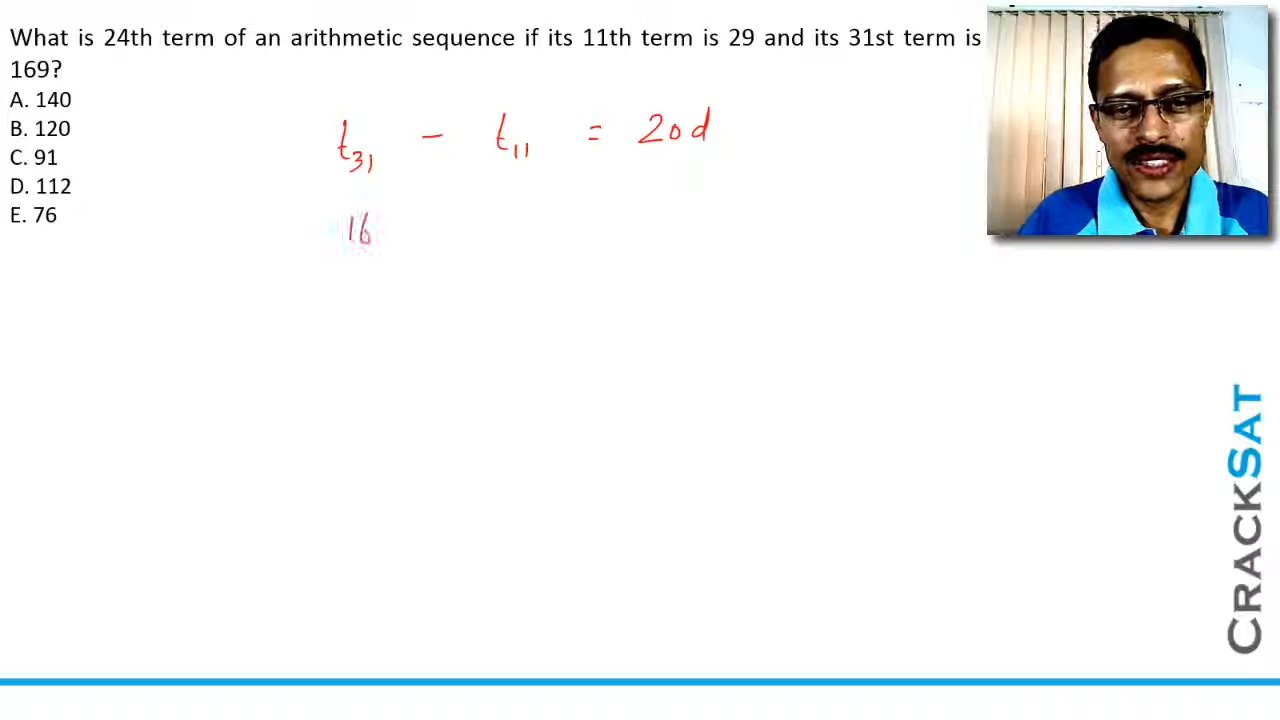 What is 24th term of an arithmetic sequence if its 11th term is 29 and its 31st term is
169?
A. 140
B. 120
C. 91
D. 112
E. 76
t₃₁ - t₁₁ = 20d
16
CRACKSAT